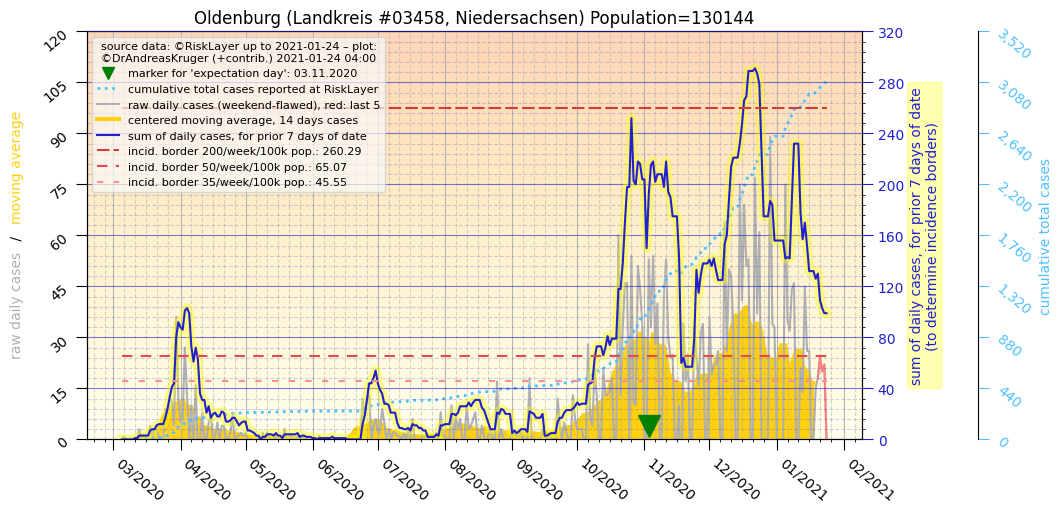 Oldenburg (Landkreis #03458, Niedersachsen) Population=130144
source data: ©RiskLayer up to 2021-01-24 – plot:
©DrAndreasKruger (+contrib.) 2021-01-24 04:00
marker for 'expectation day': 03.11.2020
cumulative total cases reported at RiskLayer
raw daily cases (weekend-flawed), red: last 5
centered moving average, 14 days cases
sum of daily cases, for prior 7 days of date
incid. border 200/week/100k pop.: 260.29
incid. border 50/week/100k pop.: 65.07
incid. border 35/week/100k pop.: 45.55
raw daily cases / moving average
120
105
90
75
60
45
30
15
0
320
280
240
200
160
120
80
40
0
sum of daily cases, for prior 7 days of date
(to determine incidence borders)
3,520
3,080
2,640
2,200
1,760
1,320
880
440
0
cumulative total cases
03/2020
04/2020
05/2020
06/2020
07/2020
08/2020
09/2020
10/2020
11/2020
12/2020
01/2021
02/2021